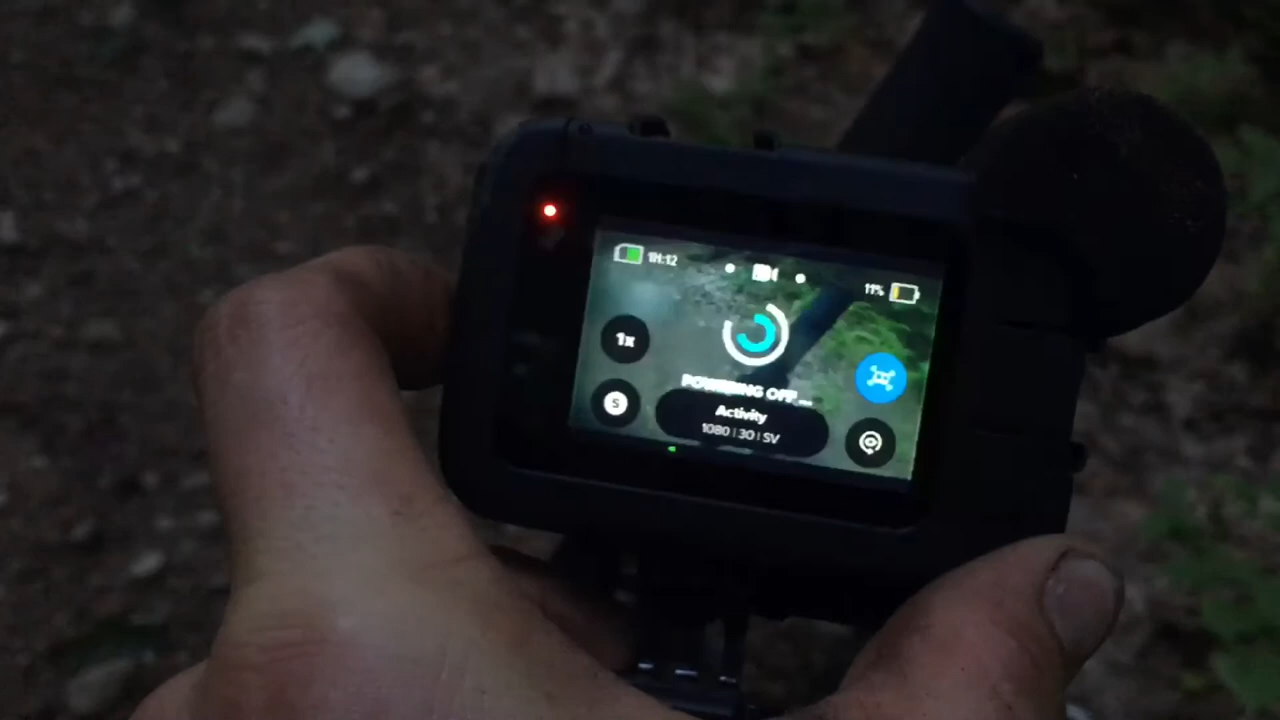 1H:12
11%
1x
POWERING OFF...
S
Activity
1080 | 30 | SV